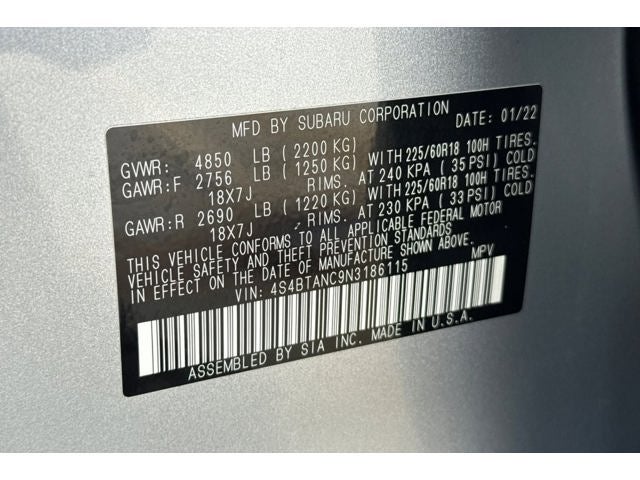 MFD BY SUBARU CORPORATION DATE: 01/22
GVWR: 4850 LB ( 2200 KG)
GAWR:F 2756 LB ( 1250 KG) WITH 225/60R18 100H TIRES.
18X7J RIMS. AT 240 KPA ( 35 PSI) COLD
GAWR:R 2690 LB ( 1220 KG) WITH 225/60R18 100H TIRES.
18X7J RIMS. AT 230 KPA ( 33 PSI) COLD
THIS VEHICLE CONFORMS TO ALL APPLICABLE FEDERAL MOTOR
VEHICLE SAFETY AND THEFT PREVENTION STANDARDS
IN EFFECT ON THE DATE OF MANUFACTURE SHOWN ABOVE.
VIN: 4S4BTANC9N3186115 MPV
ASSEMBLED BY SIA INC. MADE IN U.S.A.